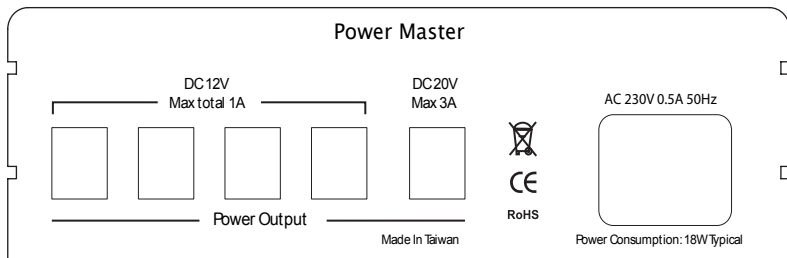 Power Master
DC12V
Max total 1A
DC20V
Max 3A
AC 230V 0.5A 50Hz
CE
RoHS
Power Output
Made In Taiwan
Power Consumption: 18W Typical